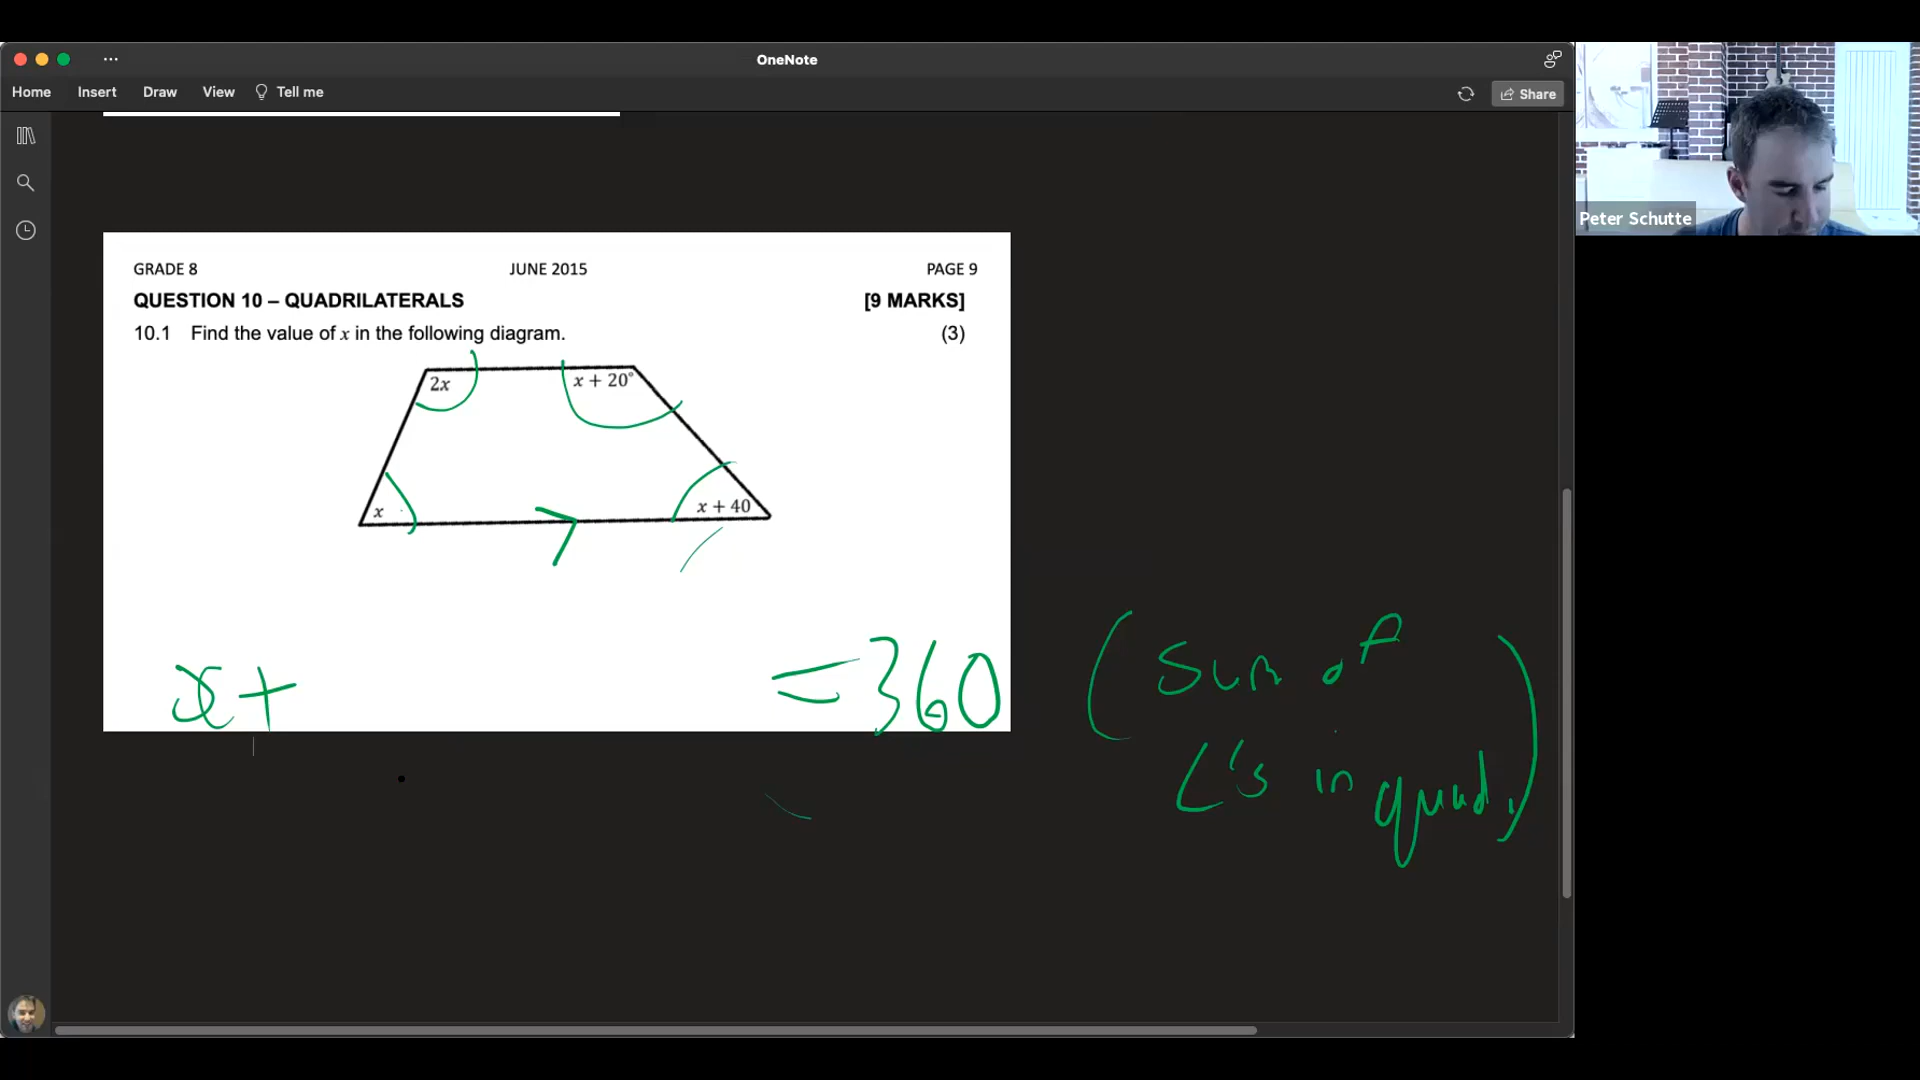 OneNote
Home Insert Draw View Tell me
Share
Peter Schutte
GRADE 8 JUNE 2015 PAGE 9
QUESTION 10 – QUADRILATERALS [9 MARKS]
10.1 Find the value of x in the following diagram. (3)
2x x + 20°
x x + 40
x + = 360 (Sum of
∠'s in quad.)